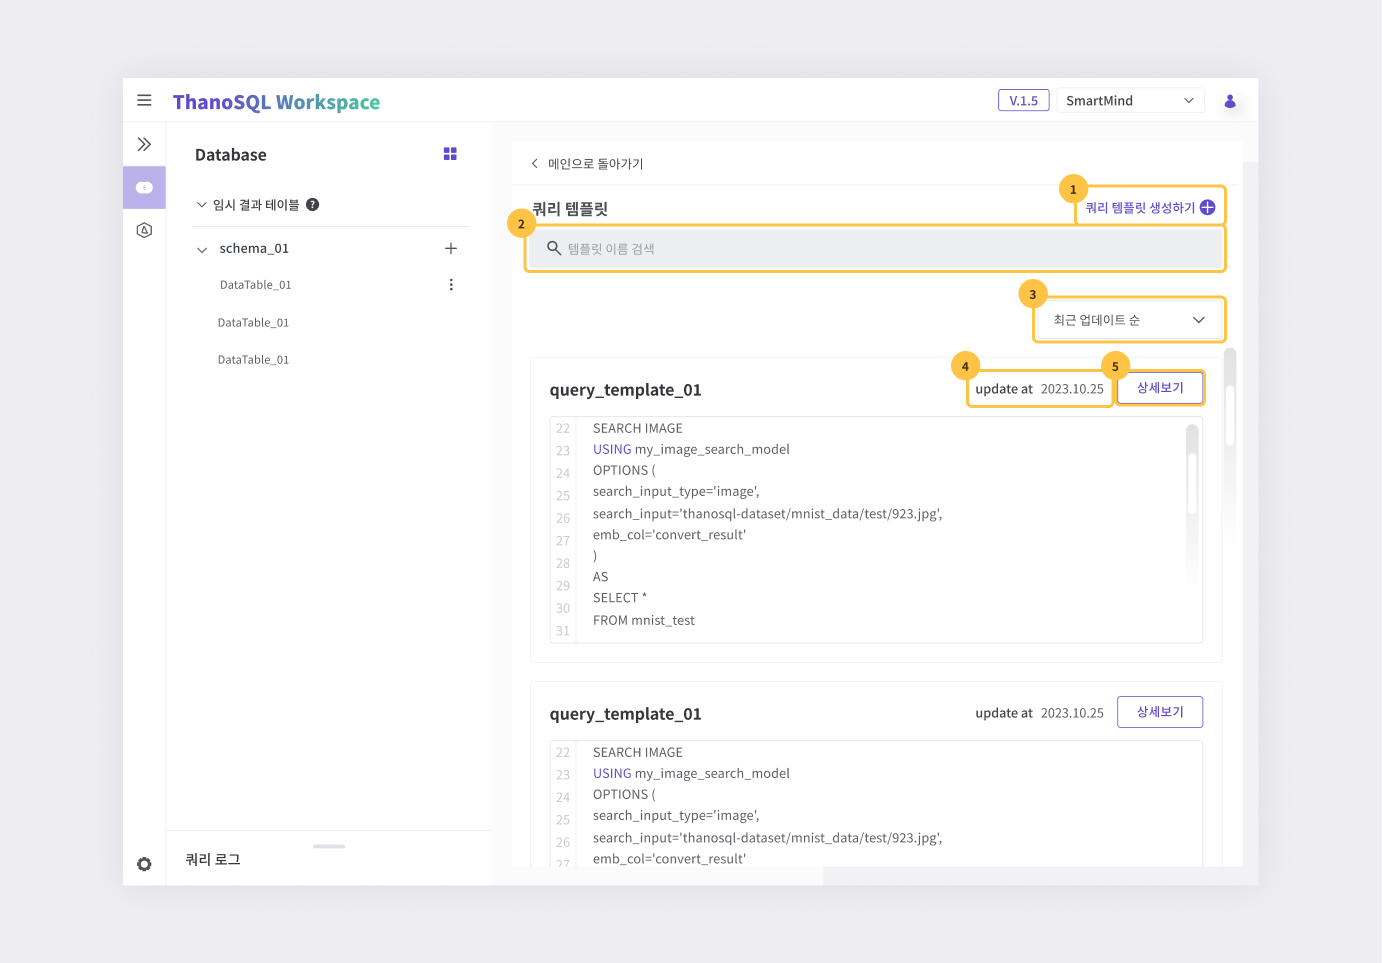 ThanoSQL Workspace
V.1.5
SmartMind
Database
임시 결과 테이블 ?
schema_01
DataTable_01
DataTable_01
DataTable_01
쿼리 로그
메인으로 돌아가기
쿼리 템플릿
1
쿼리 템플릿 생성하기
2
템플릿 이름 검색
3
최근 업데이트 순
query_template_01
4
update at 2023.10.25
5
상세보기
22 SEARCH IMAGE
23 USING my_image_search_model
24 OPTIONS (
25 search_input_type='image',
26 search_input='thanosql-dataset/mnist_data/test/923.jpg',
27 emb_col='convert_result'
28 )
29 AS
30 SELECT *
31 FROM mnist_test
query_template_01
update at 2023.10.25
상세보기
22 SEARCH IMAGE
23 USING my_image_search_model
24 OPTIONS (
25 search_input_type='image',
26 search_input='thanosql-dataset/mnist_data/test/923.jpg',
27 emb_col='convert_result'